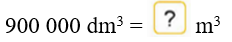 900 000 dm³ = ? m³